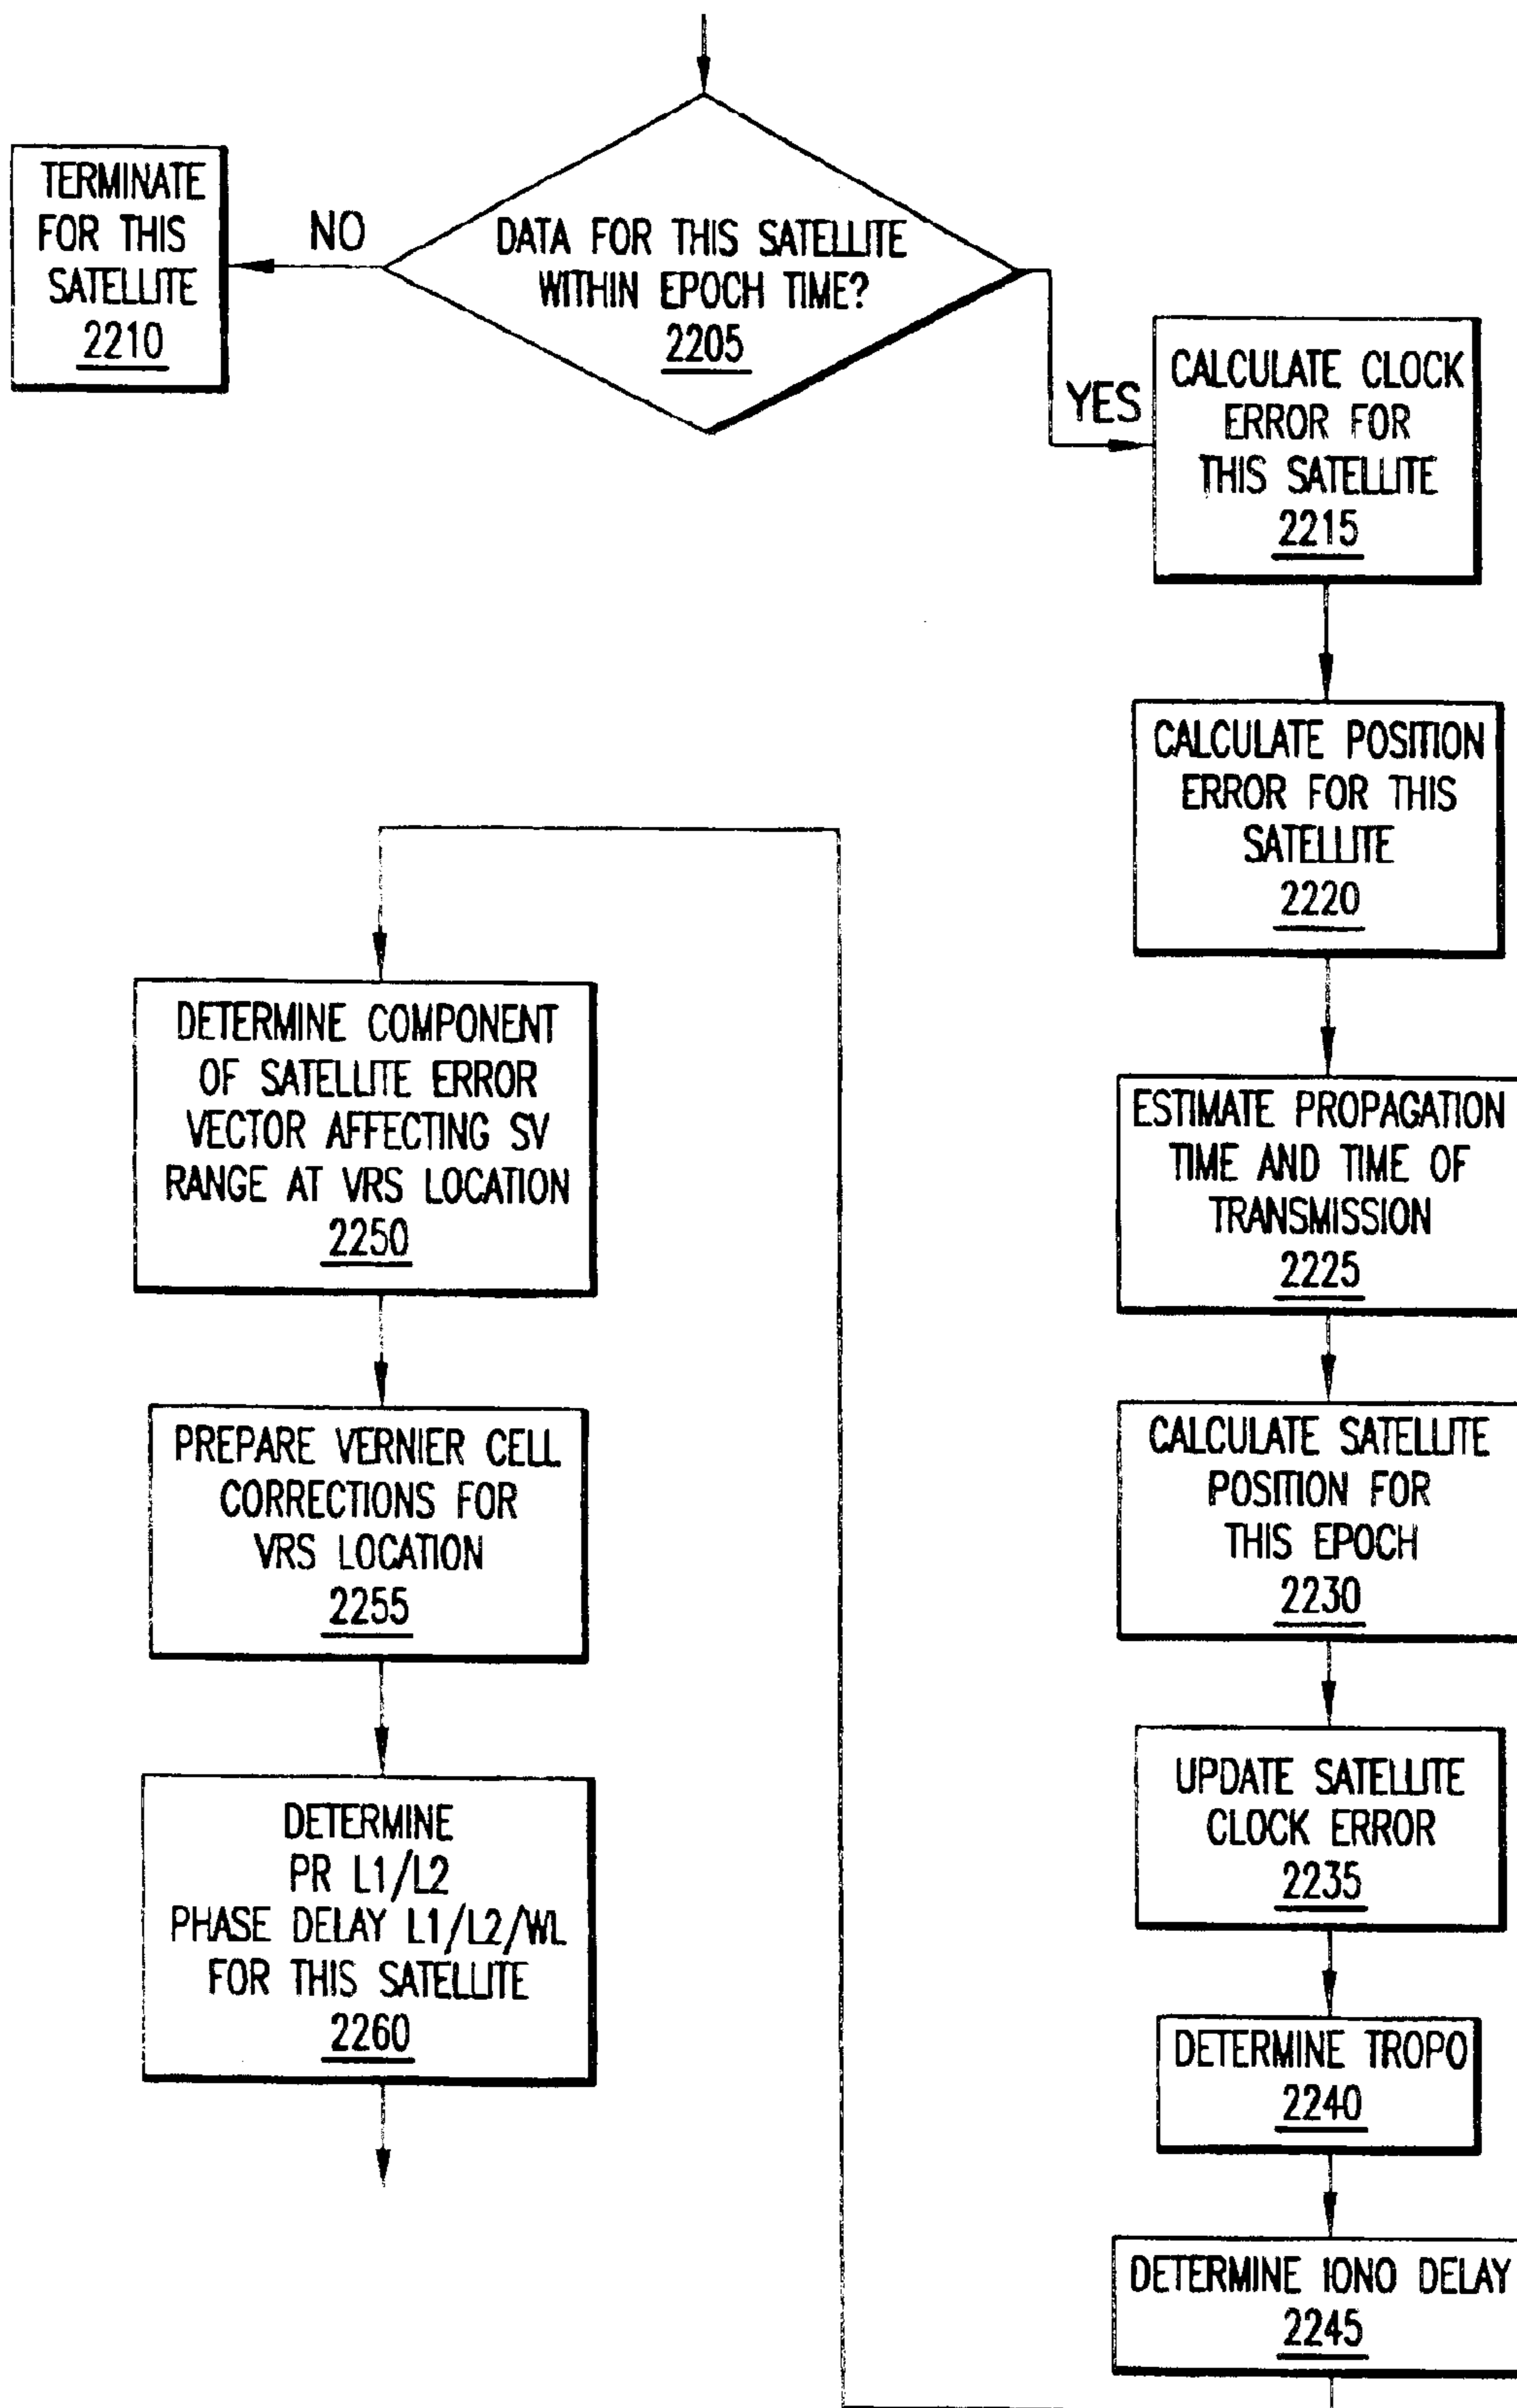 TERMINATE
FOR THIS
SATELLITE
2210
NO
DATA FOR THIS SATELLITE
WITHIN EPOCH TIME?
2205
YES
CALCULATE CLOCK
ERROR FOR
THIS SATELLITE
2215
CALCULATE POSITION
ERROR FOR THIS
SATELLITE
2220
ESTIMATE PROPAGATION
TIME AND TIME OF
TRANSMISSION
2225
CALCULATE SATELLITE
POSITION FOR
THIS EPOCH
2230
UPDATE SATELLITE
CLOCK ERROR
2235
DETERMINE TROPO
2240
DETERMINE IONO DELAY
2245
DETERMINE COMPONENT
OF SATELLITE ERROR
VECTOR AFFECTING SV
RANGE AT VRS LOCATION
2250
PREPARE VERNIER CELL
CORRECTIONS FOR
VRS LOCATION
2255
DETERMINE
PR L1/L2
PHASE DELAY L1/L2/WL
FOR THIS SATELLITE
2260